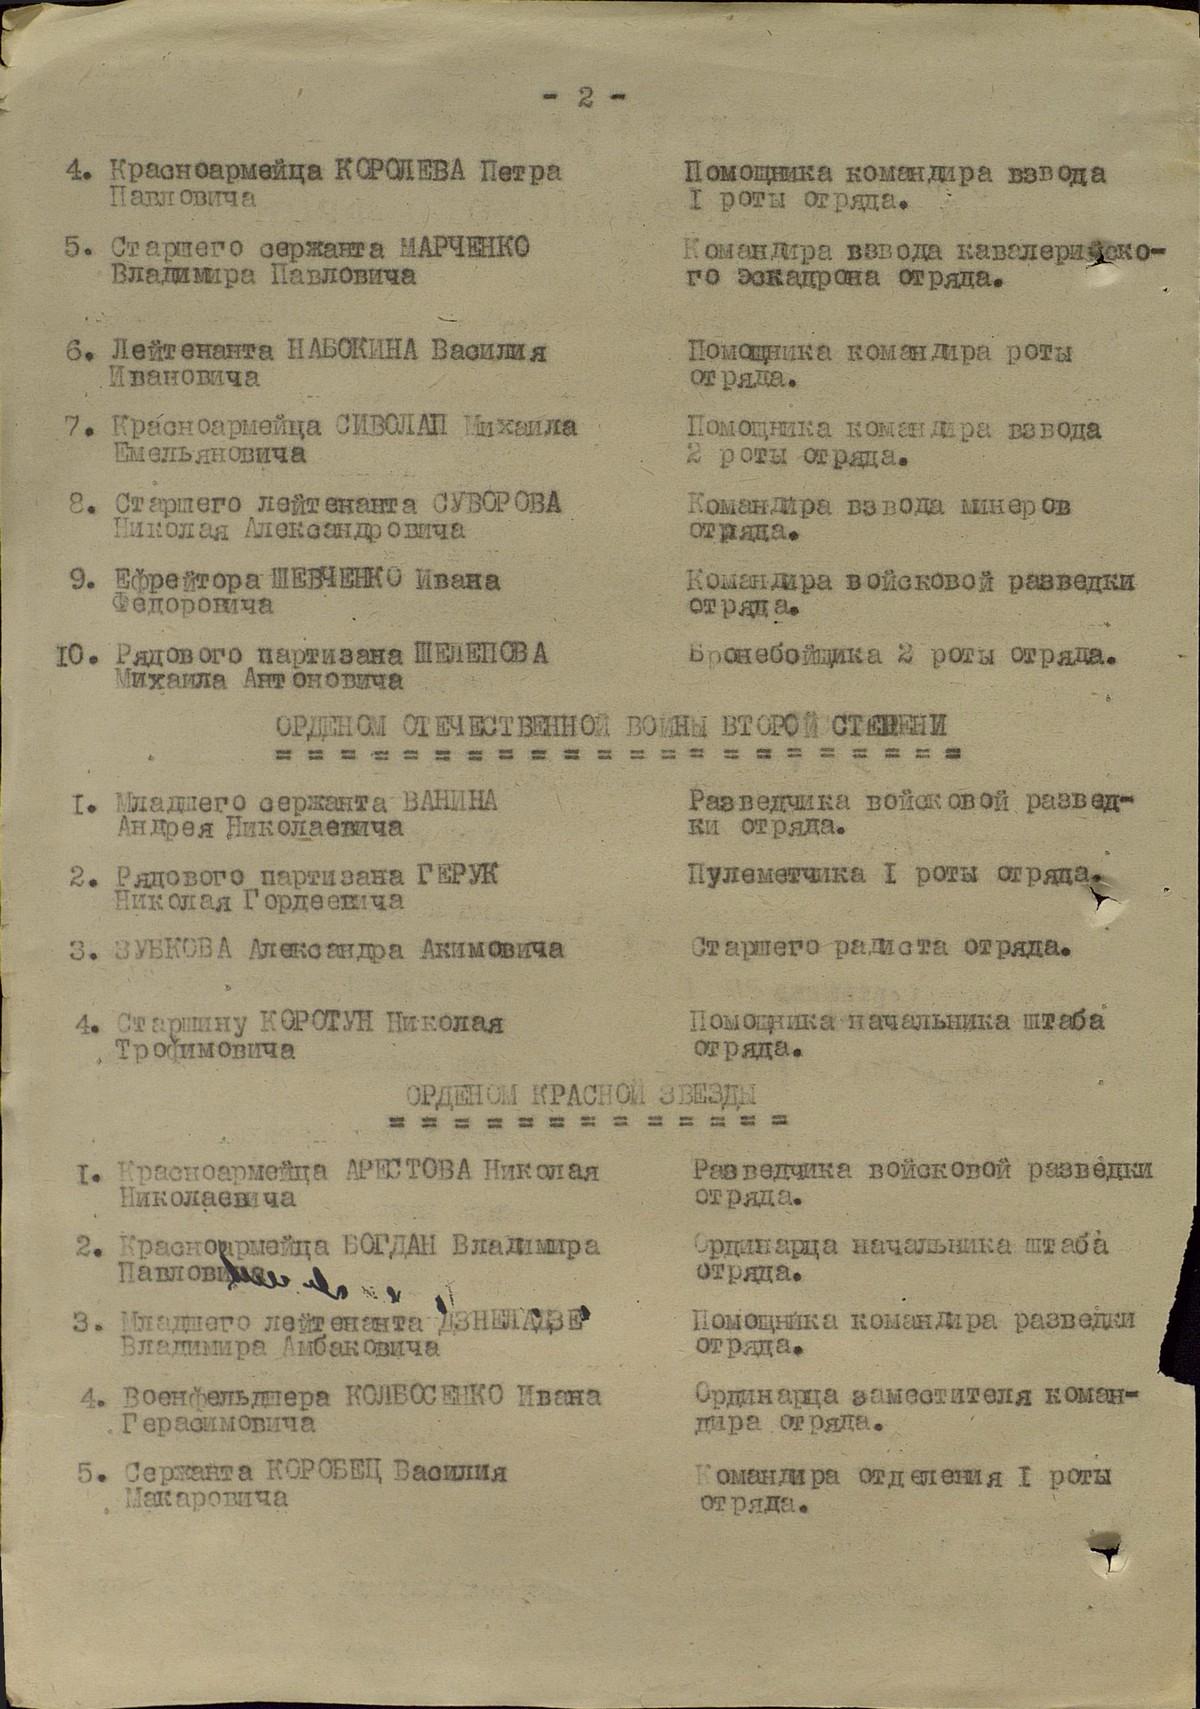 - 2 -
4. Красноармейца КОРОЛЕВА Петра Помощника командира взвода
Павловича I роты отряда.
5. Старшего сержанта МАРЧЕНКО Командира взвода кавалерийско-
Владимира Павловича го эскадрона отряда.
6. Лейтенанта НАБОКИНА Василия Помощника командира роты
Ивановича отряда.
7. Красноармейца СИВОЛАП Михаила Помощника командира взвода
Емельяновича 2 роты отряда.
8. Старшего лейтенанта СУВОРОВА Командира взвода минеров
Николая Александровича отряда.
9. Ефрейтора ШЕВЧЕНКО Ивана Командира войсковой разведки
Федоровича отряда.
10. Рядового партизана ШЕЛЕПОВА Бронебойщика 2 роты отряда.
Михаила Антоновича
ОРДЕНОМ ОТЕЧЕСТВЕННОЙ ВОЙНЫ ВТОРОЙ СТЕПЕНИ
= = = = = = = = = = = = = = = = = = = = = =
I. Младшего сержанта ВАНИНА Разведчика войсковой развед-
Андрея Николаевича ки отряда.
2. Рядового партизана ГЕРУК Пулеметчика I роты отряда.
Николая Гордеевича
3. ЗУБКОВА Александра Акимовича Старшего радиста отряда.
4. Старшину КОРОТУН Николая Помощника начальника штаба
Трофимовича отряда.
ОРДЕНОМ КРАСНОЙ ЗВЕЗДЫ
= = = = = = = = = = = = =
I. Красноармейца АРЕСТОВА Николая Разведчика войсковой разведки
Николаевича отряда.
2. Красноармейца БОГДАН Владимира Ординарца начальника штаба
Павловича отряда.
3. Младшего лейтенанта ДЗНЕЛАДЗЕ Помощника командира разведки
Владимира Амбаковича отряда.
4. Военфельдшера КОЛБОСЕНКО Ивана Ординарца заместителя коман-
Герасимовича дира отряда.
5. Сержанта КОРОБЕЦ Василия Командира отделения I роты
Макаровича отряда.